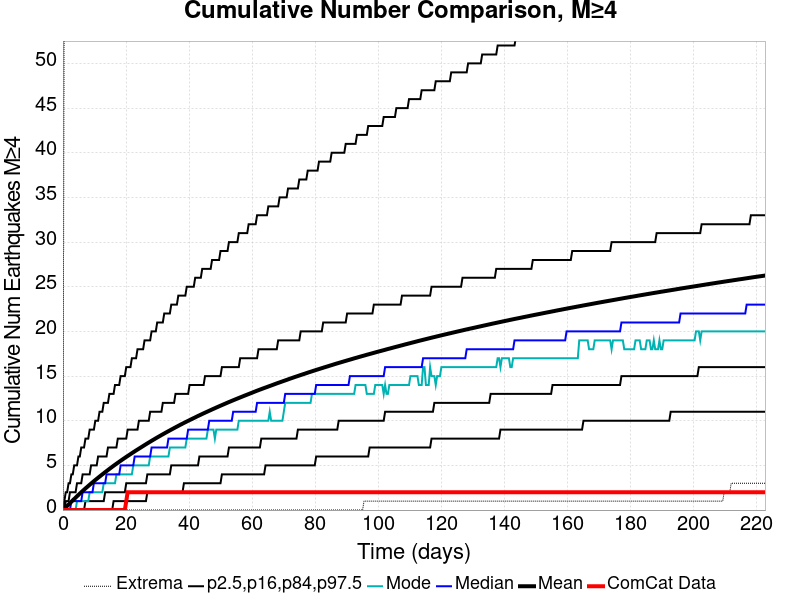 Cumulative Number Comparison, M≥4
Cumulative Num Earthquakes M≥4
50
45
40
35
30
25
20
15
10
5
0
0 20 40 60 80 100 120 140 160 180 200 220
Time (days)
Extrema p2.5,p16,p84,p97.5 Mode Median Mean ComCat Data